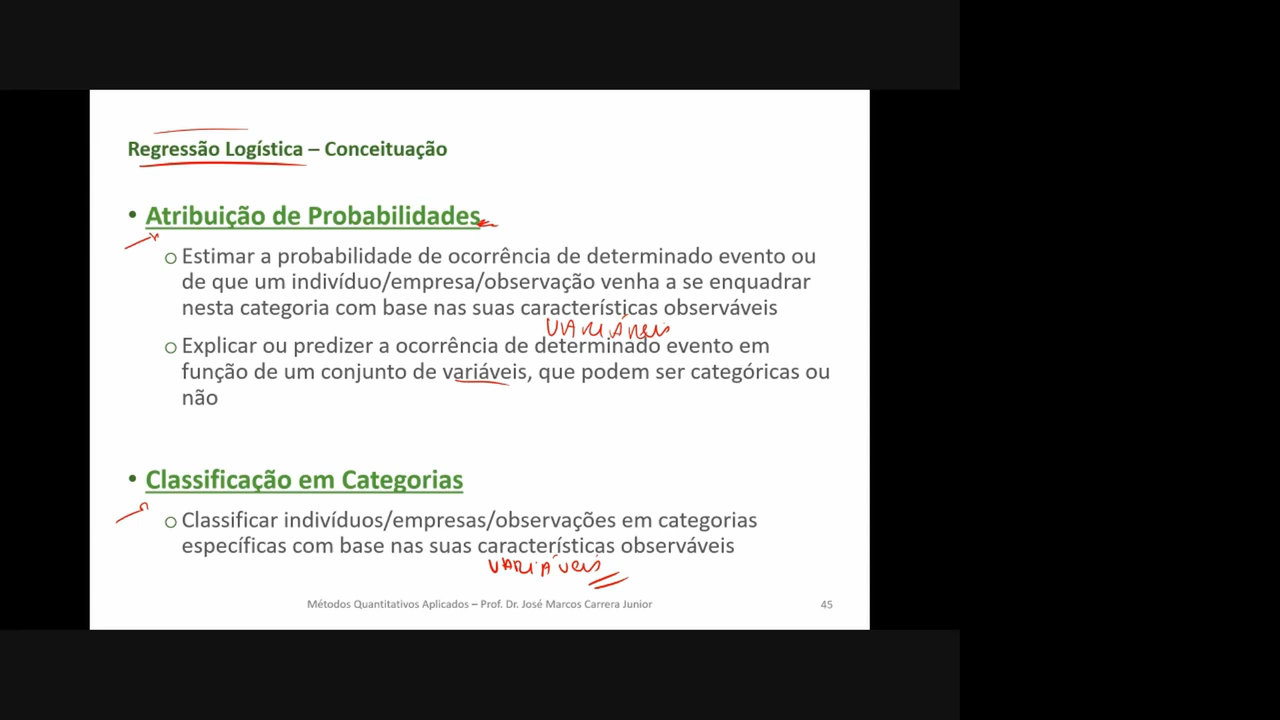 Regressão Logística – Conceituação
• Atribuição de Probabilidades
o Estimar a probabilidade de ocorrência de determinado evento ou
de que um indivíduo/empresa/observação venha a se enquadrar
nesta categoria com base nas suas características observáveis
VARIÁVEIS
o Explicar ou predizer a ocorrência de determinado evento em
função de um conjunto de variáveis, que podem ser categóricas ou
não
• Classificação em Categorias
o Classificar indivíduos/empresas/observações em categorias
específicas com base nas suas características observáveis
VARIÁVEIS
Métodos Quantitativos Aplicados – Prof. Dr. José Marcos Carrera Junior 45